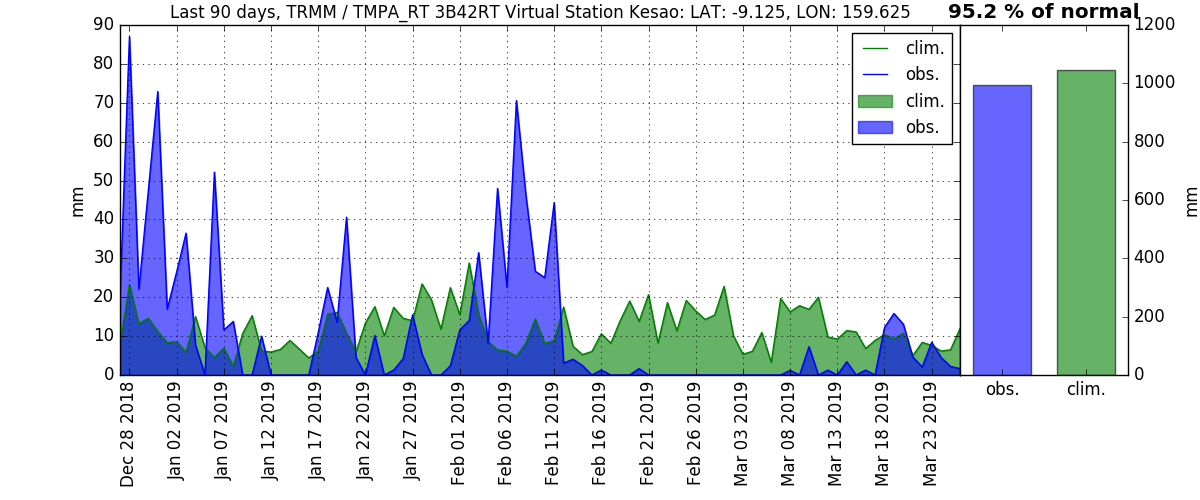 Last 90 days, TRMM / TMPA_RT 3B42RT Virtual Station Kesao: LAT: -9.125, LON: 159.625
95.2 % of normal
90
80
70
60
50
40
30
20
10
0
mm
clim.
obs.
clim.
obs.
1200
1000
800
600
400
200
0
mm
obs.
clim.
Dec 28 2018
Jan 02 2019
Jan 07 2019
Jan 12 2019
Jan 17 2019
Jan 22 2019
Jan 27 2019
Feb 01 2019
Feb 06 2019
Feb 11 2019
Feb 16 2019
Feb 21 2019
Feb 26 2019
Mar 03 2019
Mar 08 2019
Mar 13 2019
Mar 18 2019
Mar 23 2019